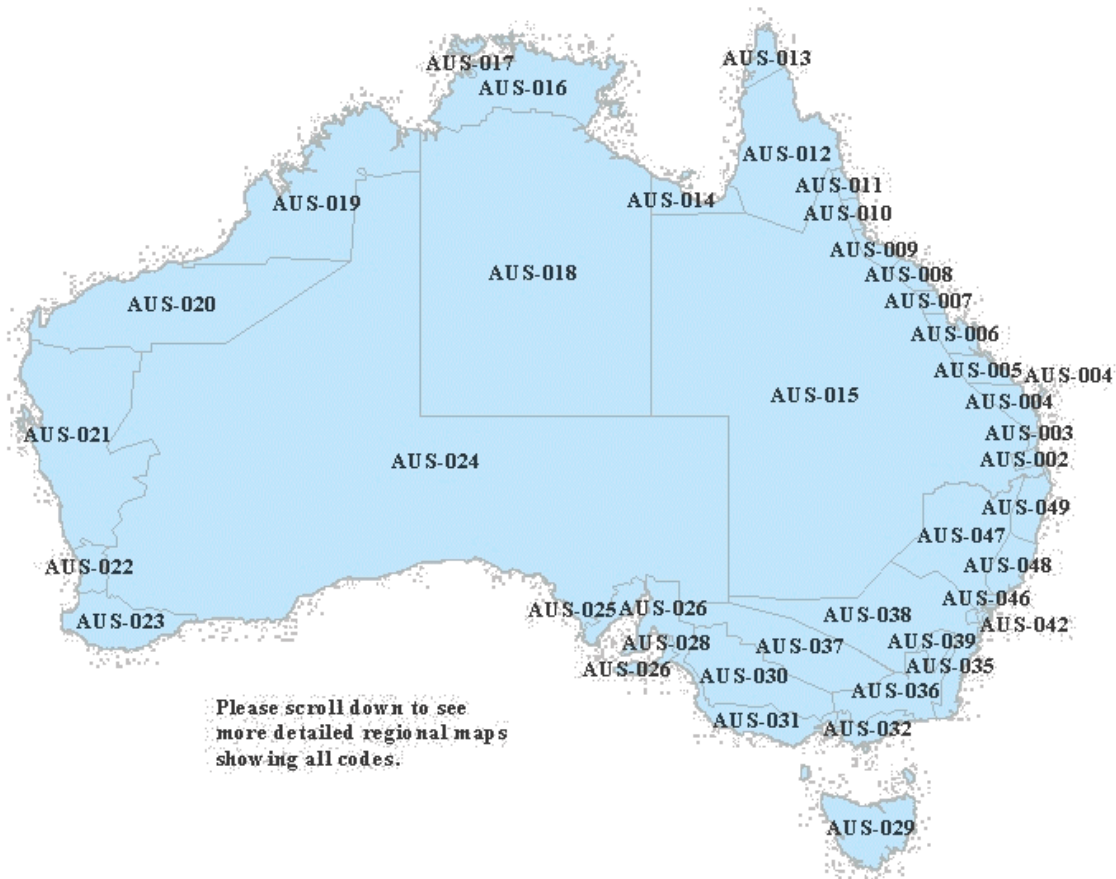 AUS-013
AUS-017
AUS-016
AUS-012
AUS-011
AUS-014
AUS-019
AUS-010
AUS-009
AUS-018
AUS-008
AUS-020
AUS-007
AUS-006
AUS-005
AUS-004
AUS-015
AUS-004
AUS-021
AUS-003
AUS-024
AUS-002
AUS-049
AUS-047
AUS-022
AUS-048
AUS-046
AUS-025
AUS-026
AUS-038
AUS-042
AUS-023
AUS-039
AUS-028
AUS-037
AUS-026
AUS-035
AUS-030
AUS-036
AUS-031
AUS-032
Please scroll down to see
more detailed regional maps
showing all codes.
AUS-029